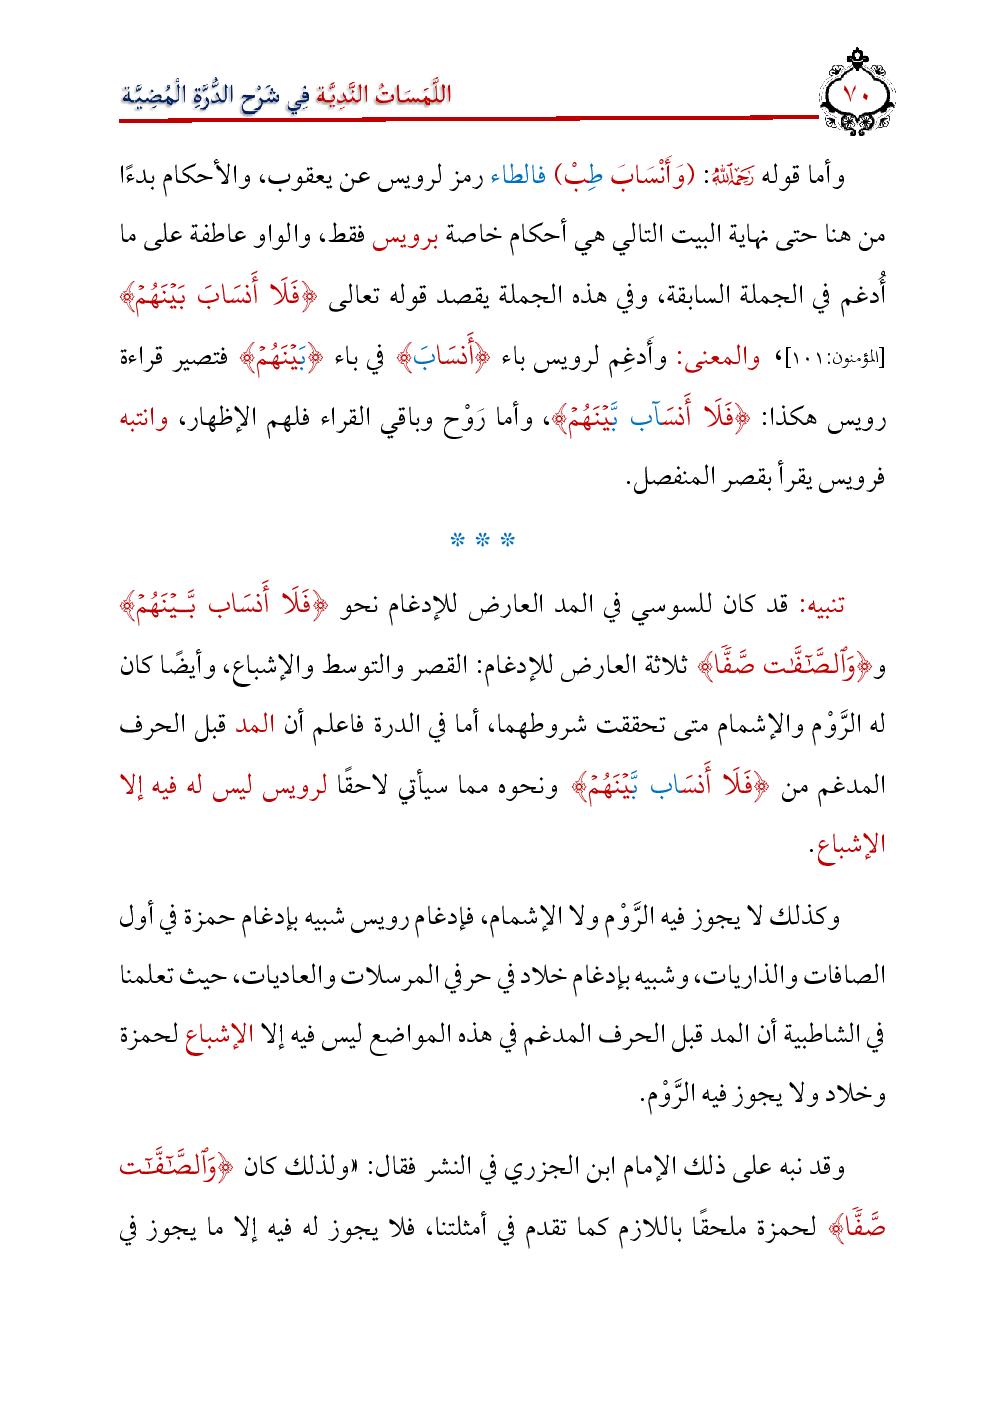 اللَّمَسَاتُ النَّدِيَّة فِي شَرْح الدُّرَّةِ الْمُضِيَّة
٧٠
وأما قوله ﵀: (وَأَنْسَابَ طِبْ) فالطاء رمز لرويس عن يعقوب، والأحكام بدءًا
من هنا حتى نهاية البيت التالي هي أحكام خاصة برويس فقط، والواو عاطفة على ما
أُدغم في الجملة السابقة، وفي هذه الجملة يقصد قوله تعالى ﴿فَلَا أَنسَابَ بَيْنَهُمْ﴾
[المؤمنون:١٠١]، والمعنى: وأَدغِم لرويس باء ﴿أَنسَابَ﴾ في باء ﴿بَيْنَهُمْ﴾ فتصير قراءة
رويس هكذا: ﴿فَلَا أَنسَآب بَّيْنَهُمْ﴾، وأما رَوْح وباقي القراء فلهم الإظهار، وانتبه
فرويس يقرأ بقصر المنفصل.
* * *
تنبيه: قد كان للسوسي في المد العارض للإدغام نحو ﴿فَلَا أَنسَاب بَّيْنَهُمْ﴾
و﴿وَٱلصَّـٰٓفَّـٰت صَّفًّا﴾ ثلاثة العارض للإدغام: القصر والتوسط والإشباع، وأيضًا كان
له الرَّوْم والإشمام متى تحققت شروطهما، أما في الدرة فاعلم أن المد قبل الحرف
المدغم من ﴿فَلَا أَنسَاب بَّيْنَهُمْ﴾ ونحوه مما سيأتي لاحقًا لرويس ليس له فيه إلا
الإشباع.
وكذلك لا يجوز فيه الرَّوْم ولا الإشمام، فإدغام رويس شبيه بإدغام حمزة في أول
الصافات والذاريات، وشبيه بإدغام خلاد في حرفي المرسلات والعاديات، حيث تعلمنا
في الشاطبية أن المد قبل الحرف المدغم في هذه المواضع ليس فيه إلا الإشباع لحمزة
وخلاد ولا يجوز فيه الرَّوْم.
وقد نبه على ذلك الإمام ابن الجزري في النشر فقال: «ولذلك كان ﴿وَٱلصَّـٰٓفَّـٰت
صَّفًّا﴾ لحمزة ملحقًا باللازم كما تقدم في أمثلتنا، فلا يجوز له فيه إلا ما يجوز في